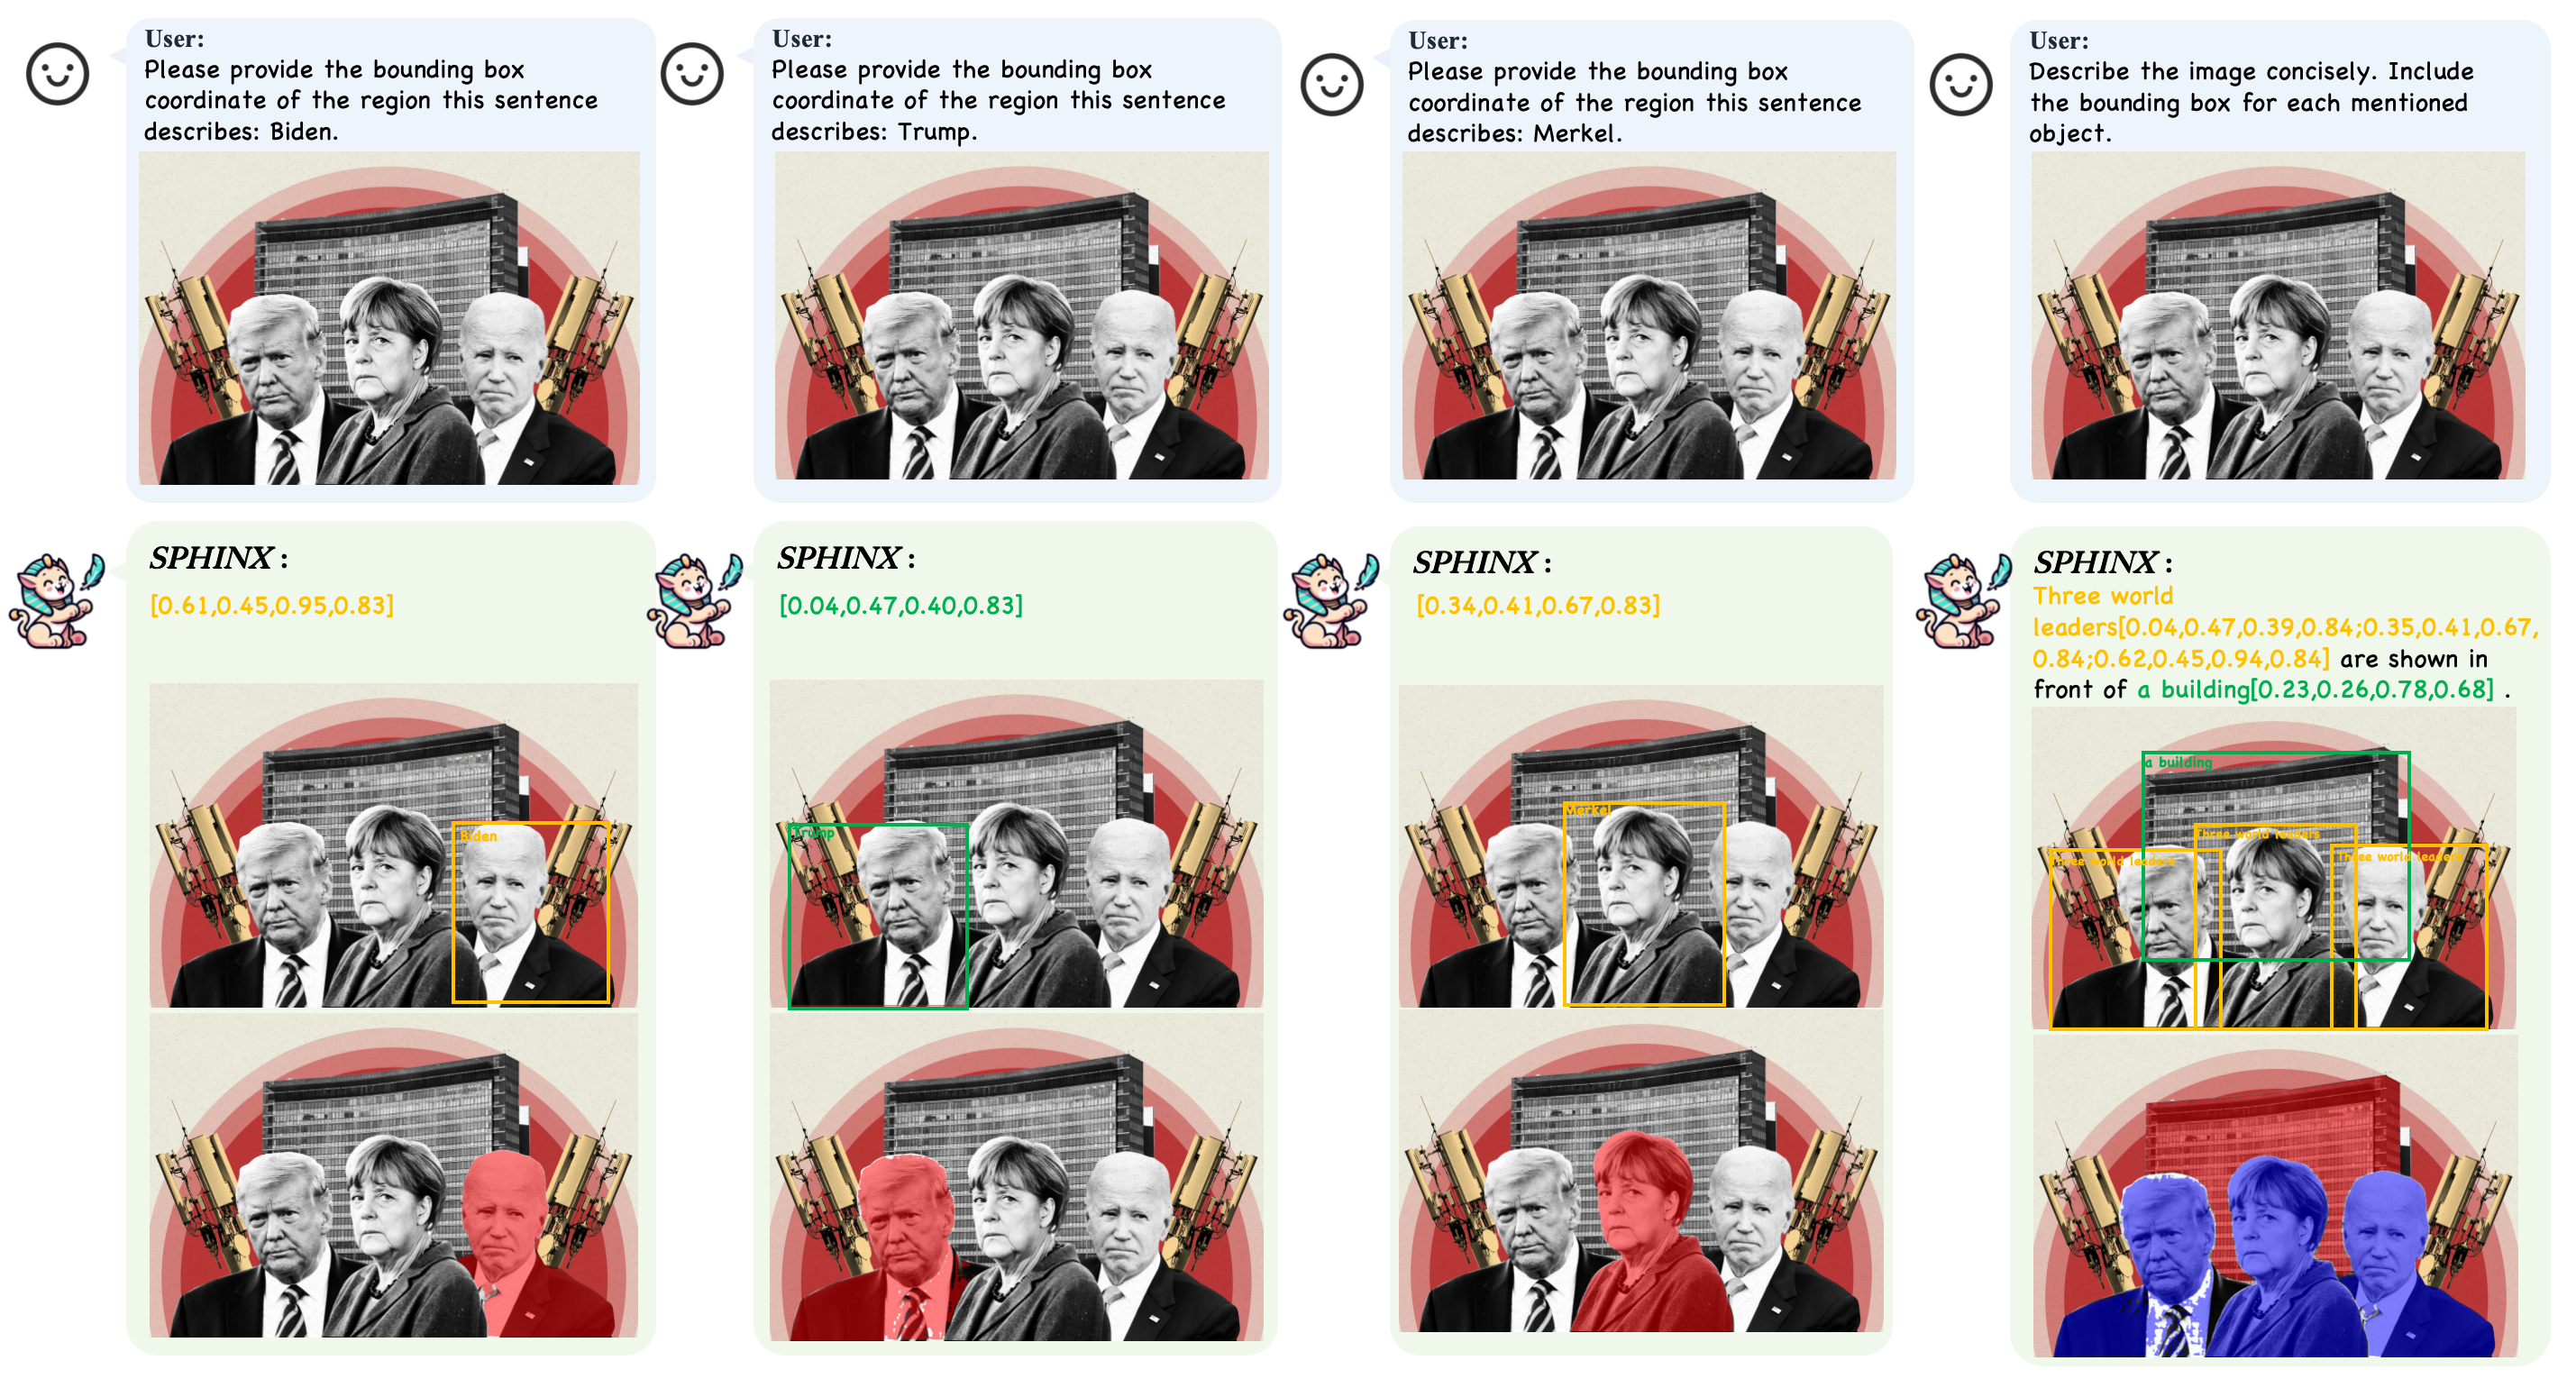 User:
Please provide the bounding box
coordinate of the region this sentence
describes: Biden.
User:
Please provide the bounding box
coordinate of the region this sentence
describes: Trump.
User:
Please provide the bounding box
coordinate of the region this sentence
describes: Merkel.
User:
Describe the image concisely. Include
the bounding box for each mentioned
object.
SPHINX :
[0.61,0.45,0.95,0.83]
Biden
SPHINX :
[0.04,0.47,0.40,0.83]
Trump
SPHINX :
[0.34,0.41,0.67,0.83]
Merkel
SPHINX :
Three world
leaders[0.04,0.47,0.39,0.84;0.35,0.41,0.67,
0.84;0.62,0.45,0.94,0.84] are shown in
front of a building[0.23,0.26,0.78,0.68] .
a building
Three world leaders
Three world leaders
Three world leaders